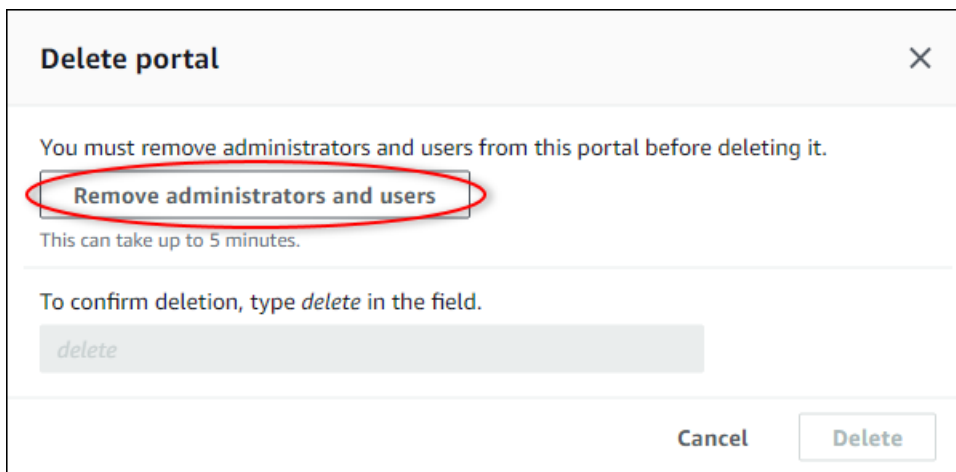 Delete portal
You must remove administrators and users from this portal before deleting it.
Remove administrators and users
This can take up to 5 minutes.
To confirm deletion, type delete in the field.
delete
Cancel
Delete